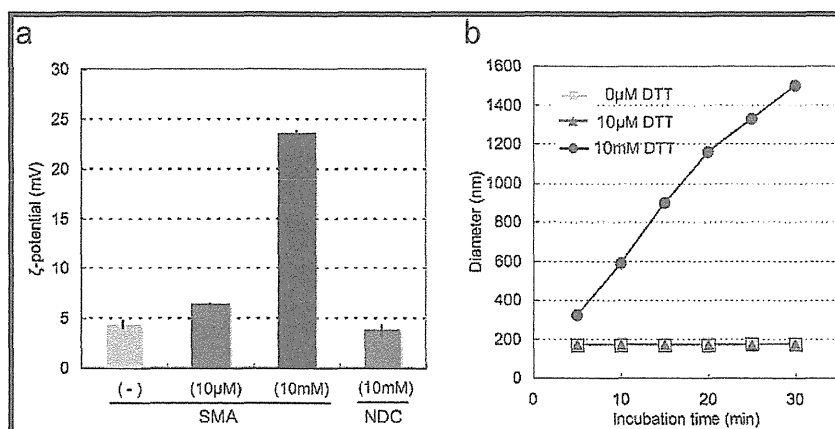 a
ζ-potential (mV)
30
25
20
15
10
5
0
(-) (10μM) (10mM) (10mM)
SMA NDC
b
Diameter (nm)
1600
1400
1200
1000
800
600
400
200
0
0μM DTT
10μM DTT
10mM DTT
0 10 20 30
Incubation time (min)